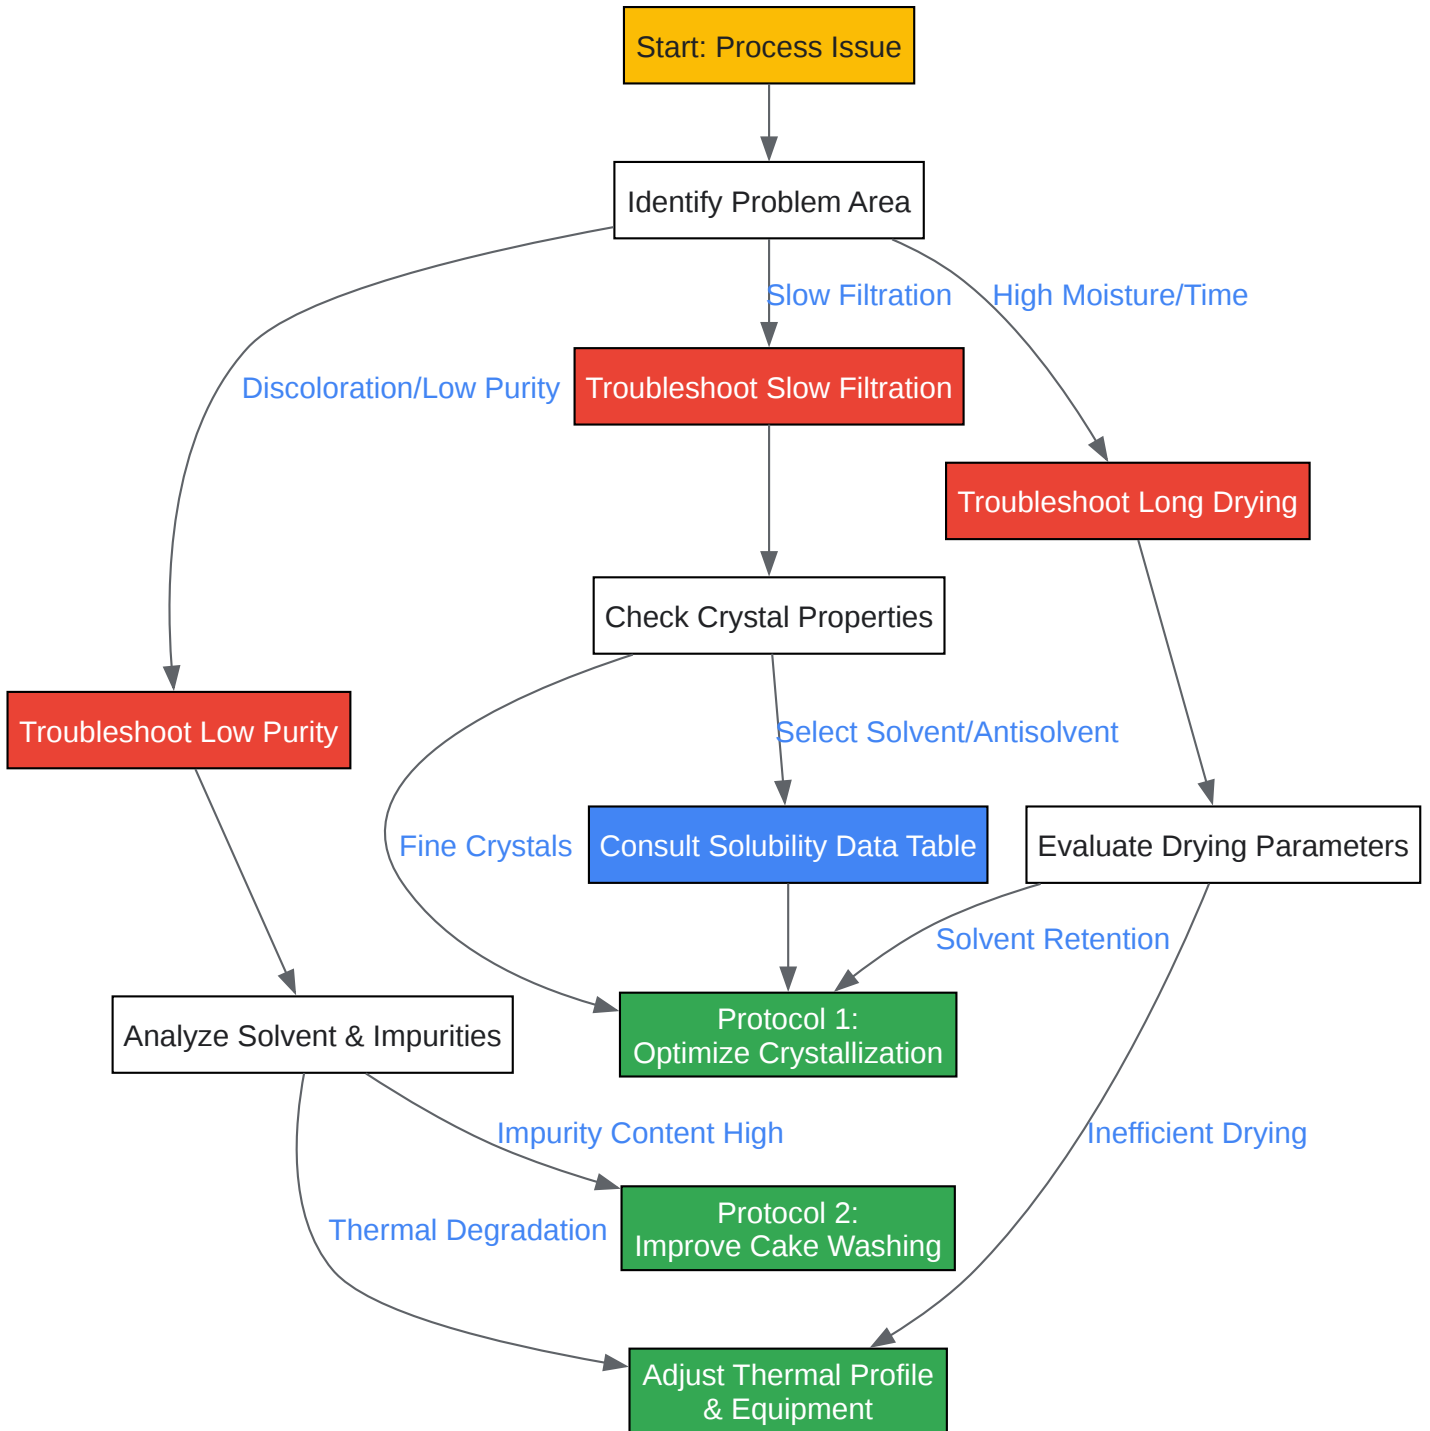 Start: Process Issue
Identify Problem Area
Slow Filtration
High Moisture/Time
Discoloration/Low Purity
Troubleshoot Slow Filtration
Troubleshoot Long Drying
Check Crystal Properties
Troubleshoot Low Purity
Select Solvent/Antisolvent
Fine Crystals
Consult Solubility Data Table
Evaluate Drying Parameters
Solvent Retention
Analyze Solvent & Impurities
Protocol 1:
Optimize Crystallization
Impurity Content High
Inefficient Drying
Thermal Degradation
Protocol 2:
Improve Cake Washing
Adjust Thermal Profile
& Equipment